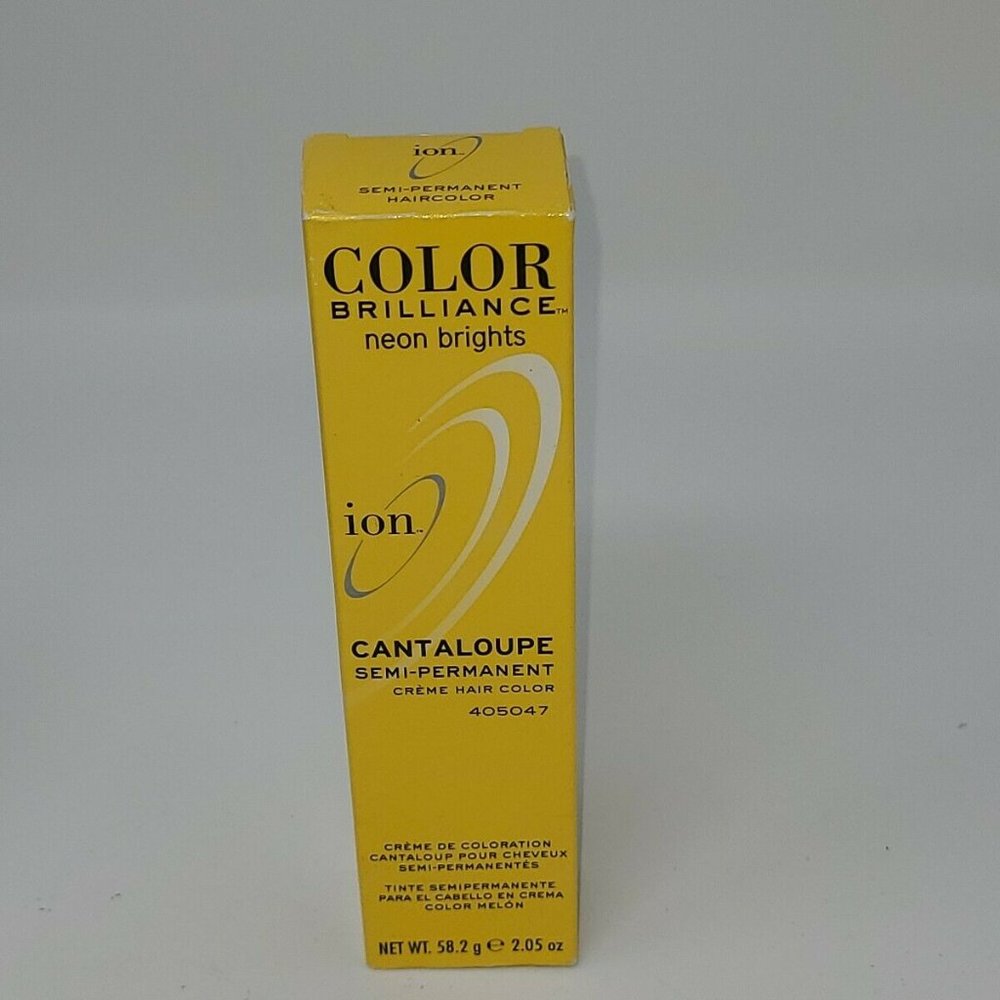 ion™
SEMI-PERMANENT
HAIRCOLOR
COLOR
BRILLIANCE™
neon brights
ion™
CANTALOUPE
SEMI-PERMANENT
CRÈME HAIR COLOR
405047
CRÈME DE COLORATION
CANTALOUP POUR CHEVEUX
SEMI-PERMANENTÉS
TINTE SEMIPERMANENTE
PARA EL CABELLO EN CREMA
COLOR MELÓN
NET WT. 58.2 g ℮ 2.05 oz